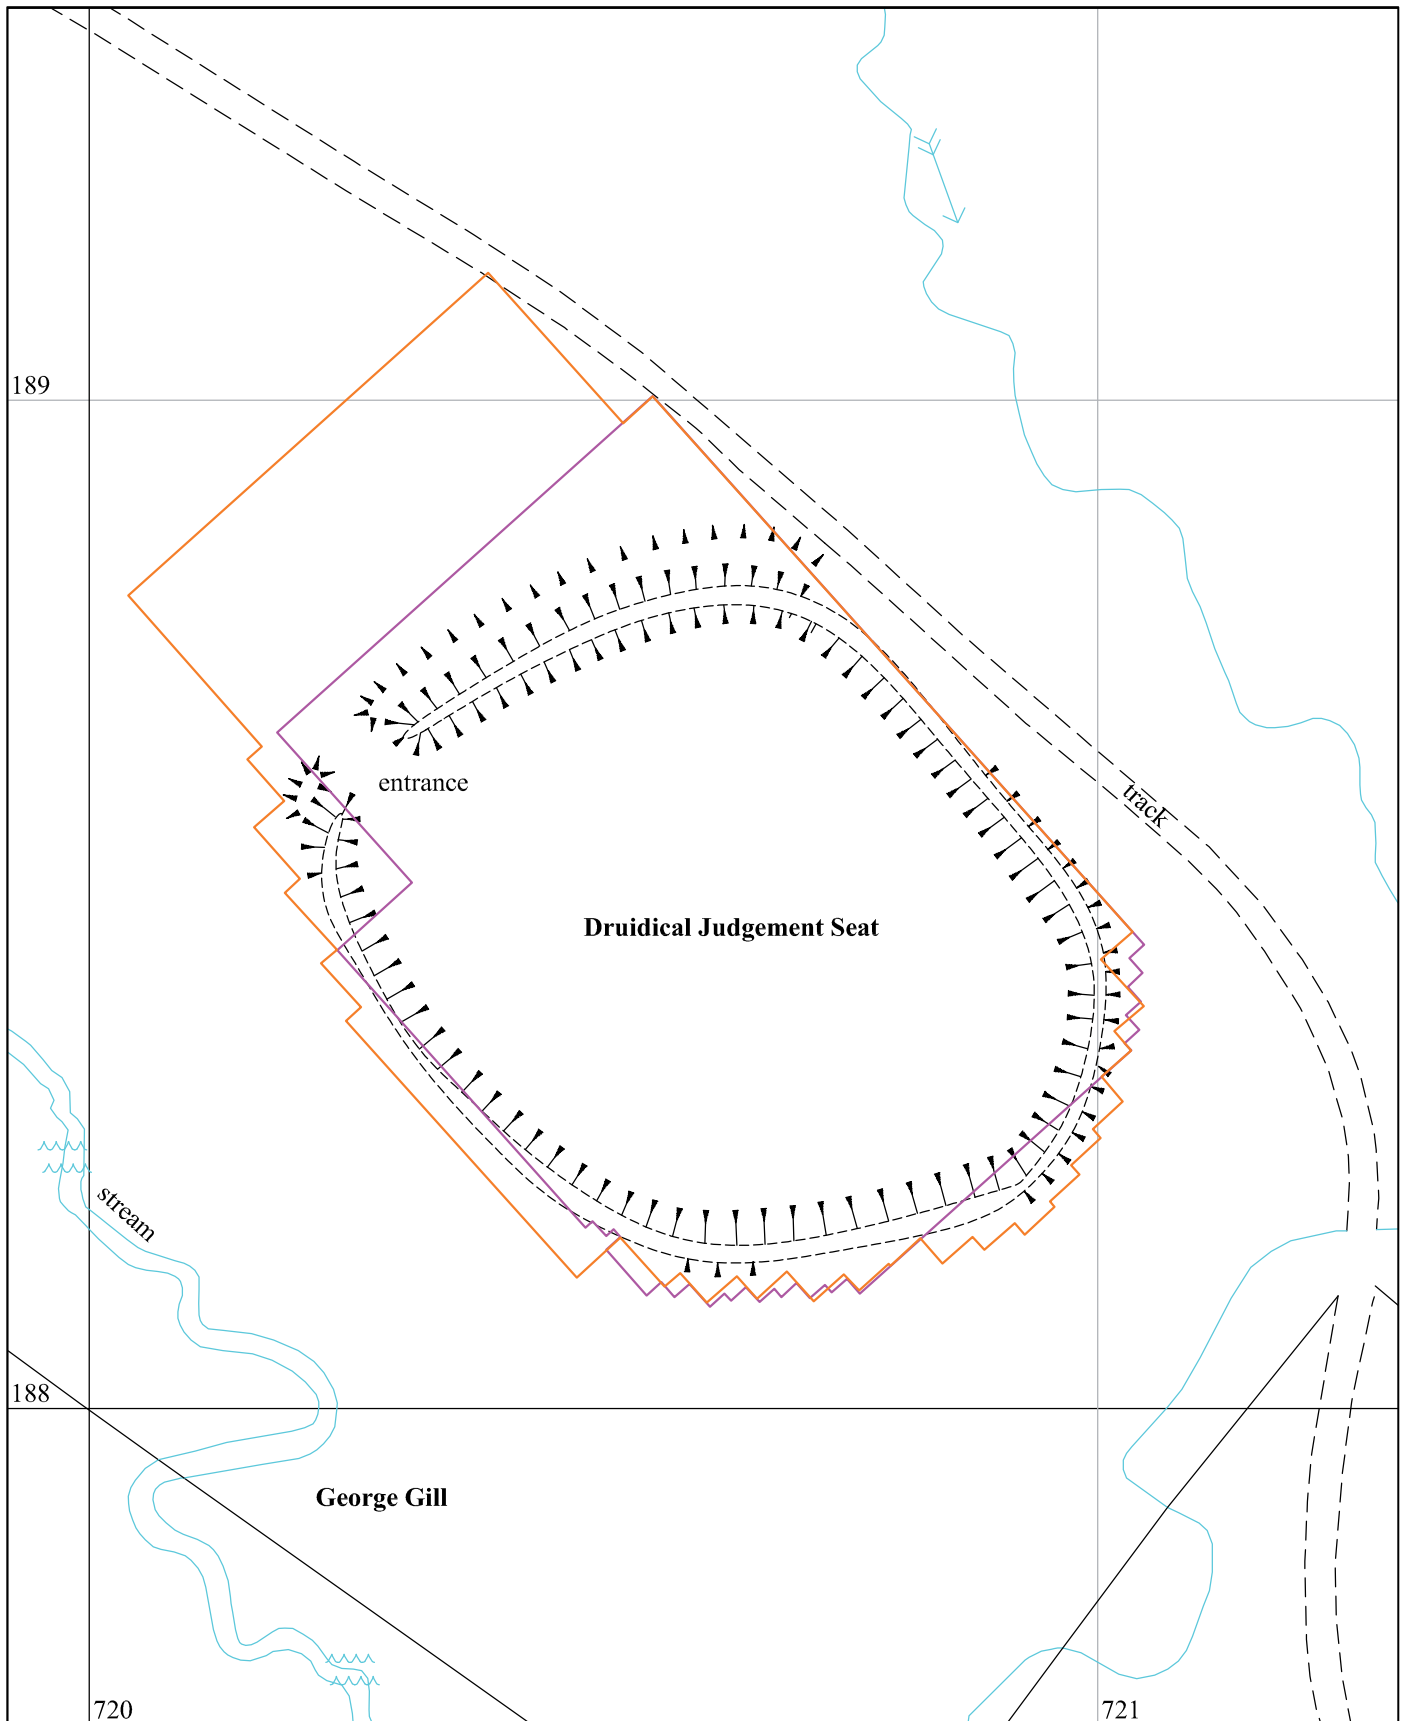 189
entrance
track
Druidical Judgement Seat
stream
188
George Gill
720
721